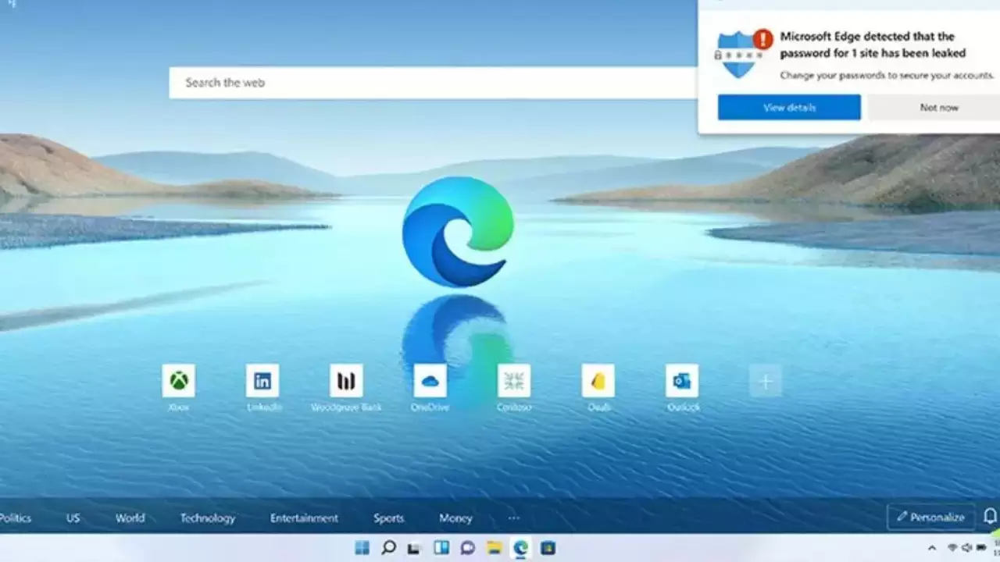 Microsoft Edge detected that the
password for 1 site has been leaked
Change your passwords to secure your accounts.
View details
Not now
Search the web
Xbox
LinkedIn
Woodgrove Bank
OneDrive
Contoso
Deals
Outlook
Politics
US
World
Technology
Entertainment
Sports
Money
...
Personalize